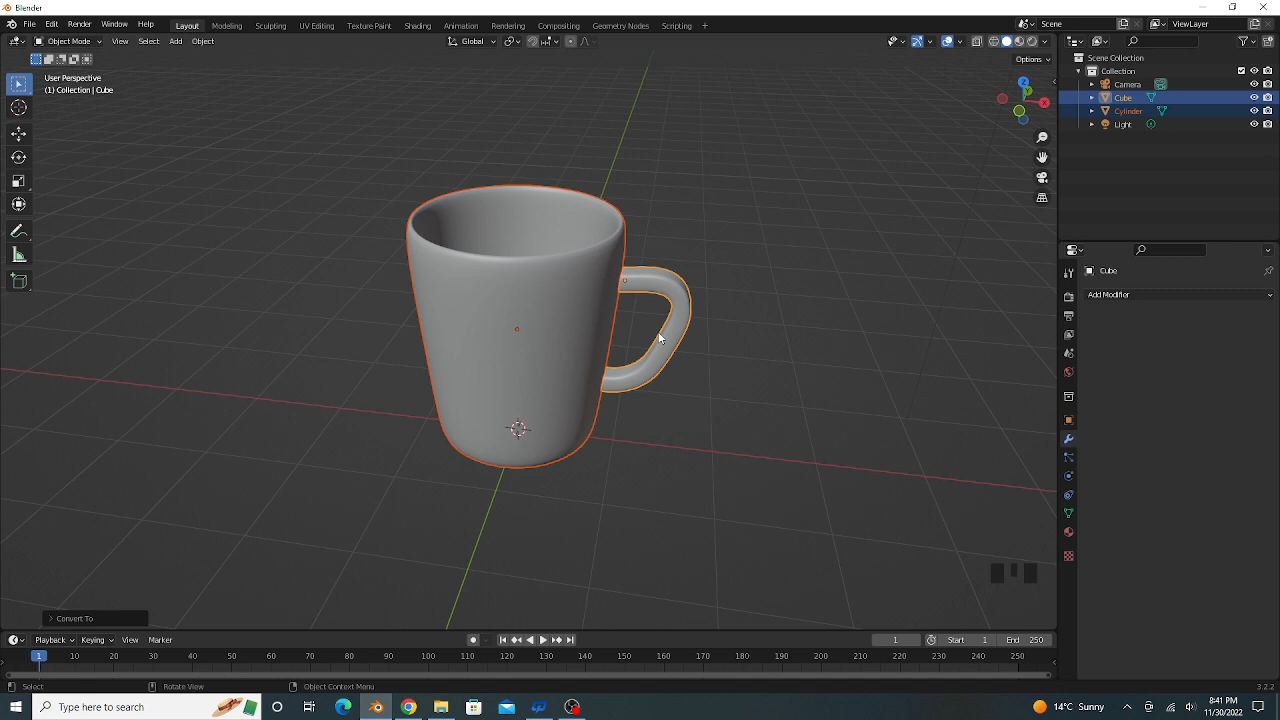 Blender
File Edit Render Window Help
Layout Modeling Sculpting UV Editing Texture Paint Shading Animation Rendering Compositing Geometry Nodes Scripting +
Scene
ViewLayer
Object Mode View Select Add Object
Global
Options
User Perspective
(1) Collection | Cube
Z
Y
X
Scene Collection
Collection
Camera
Cube
Cylinder
Light
Cube
Add Modifier
Convert To
Playback Keying View Marker
1 Start 1 End 250
1 10 20 30 40 50 60 70 80 90 100 110 120 130 140 150 160 170 180 190 200 210 220 230 240 250
Select Rotate View Object Context Menu 3.2.2
Type here to search
14°C Sunny
8:41 PM
11/30/2022